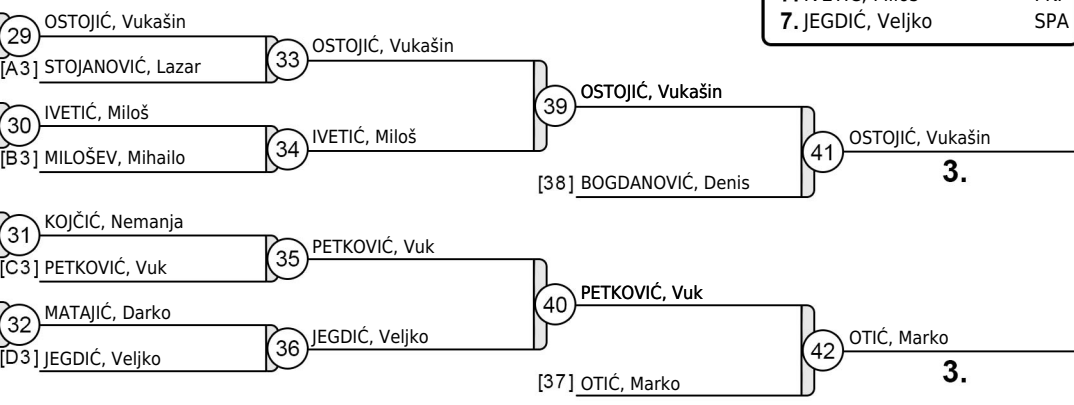 7. JEGDIĆ, Veljko SPA
29 OSTOJIĆ, Vukašin
[A3] STOJANOVIĆ, Lazar
33 OSTOJIĆ, Vukašin
30 IVETIĆ, Miloš
[B3] MILOŠEV, Mihailo
34 IVETIĆ, Miloš
39 OSTOJIĆ, Vukašin
[38] BOGDANOVIĆ, Denis
41 OSTOJIĆ, Vukašin
3.
31 KOJČIĆ, Nemanja
[C3] PETKOVIĆ, Vuk
35 PETKOVIĆ, Vuk
32 MATAJIĆ, Darko
[D3] JEGDIĆ, Veljko
36 JEGDIĆ, Veljko
40 PETKOVIĆ, Vuk
[37] OTIĆ, Marko
42 OTIĆ, Marko
3.